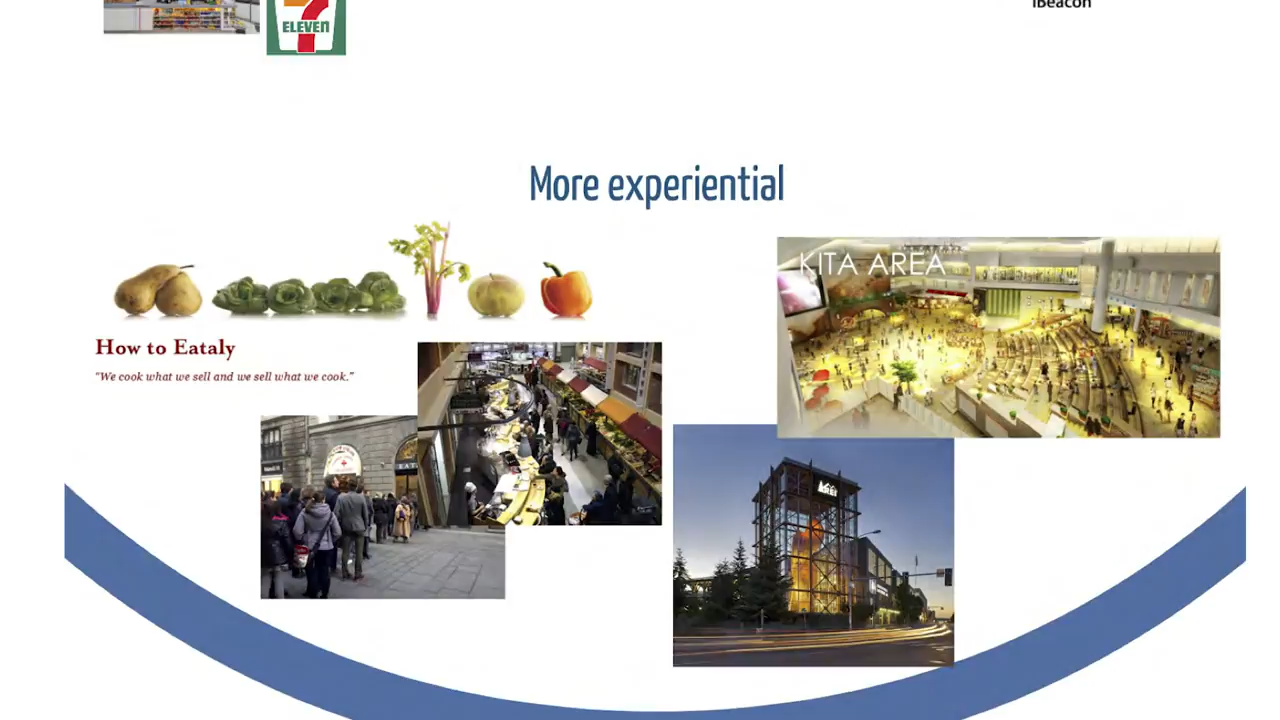 7
ELEVEN
iBeacon
More experiential
KITA AREA
How to Eataly
"We cook what we sell and we sell what we cook."
EAT
REI